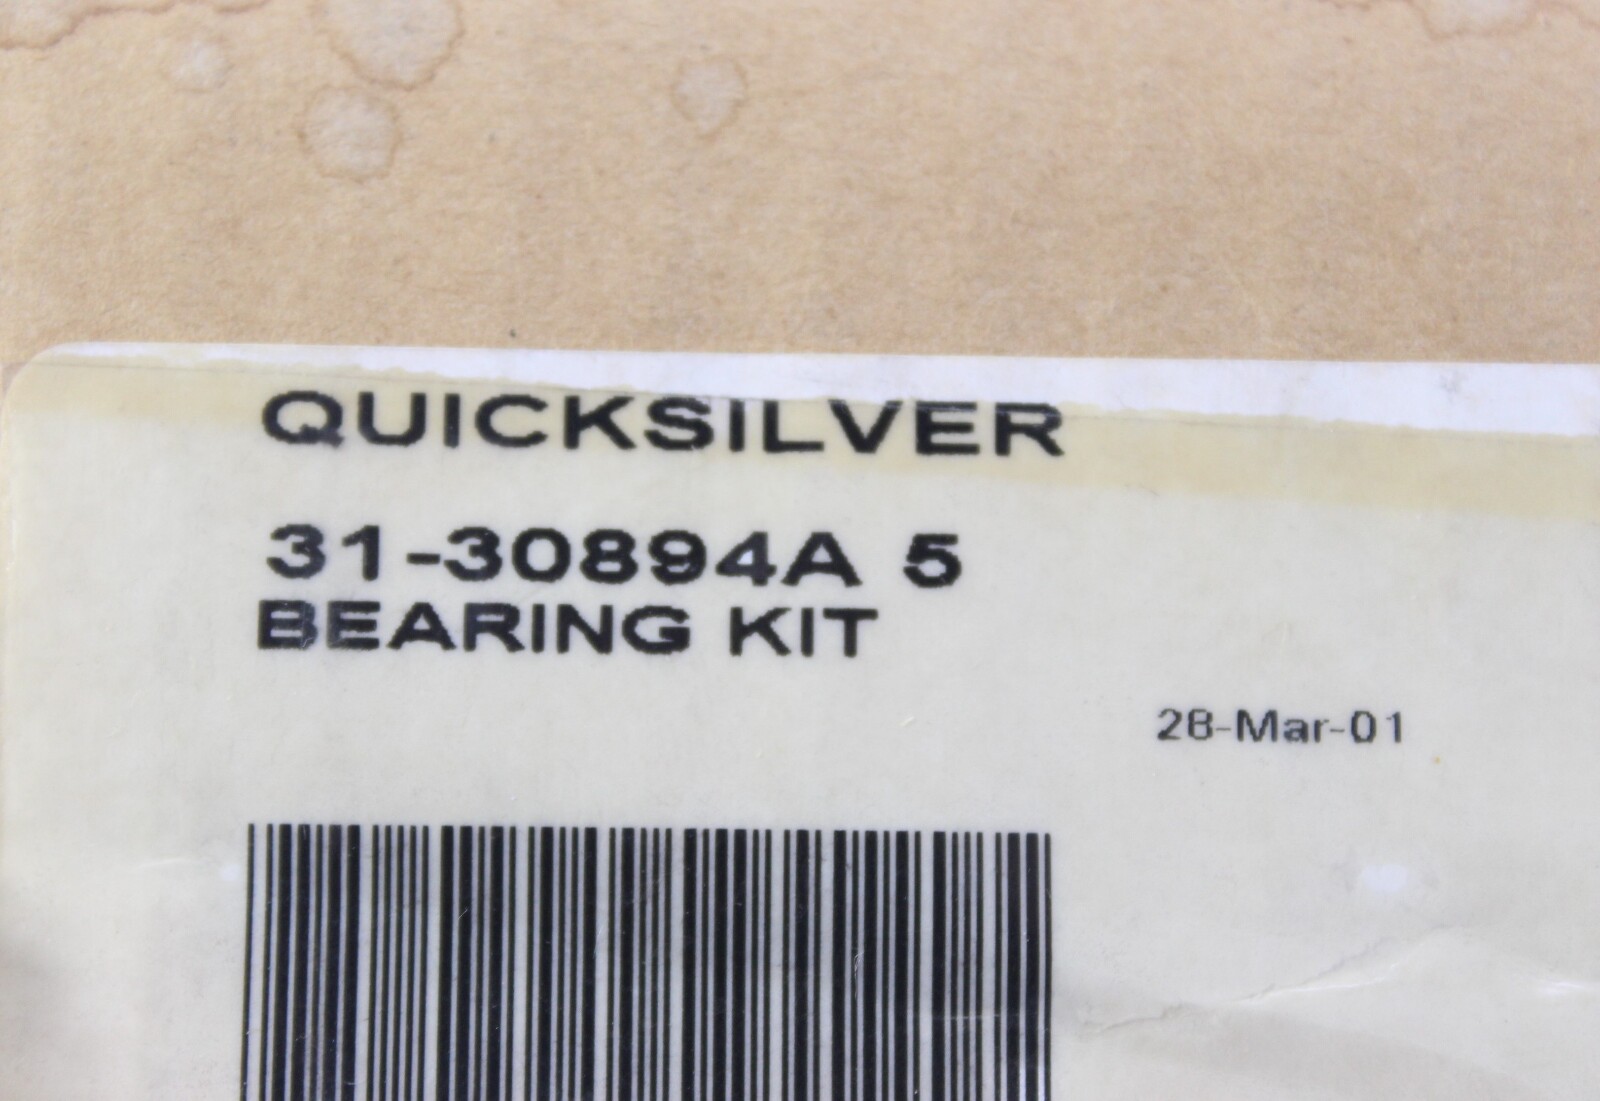 QUICKSILVER
31-30894A 5
BEARING KIT
28-Mar-01